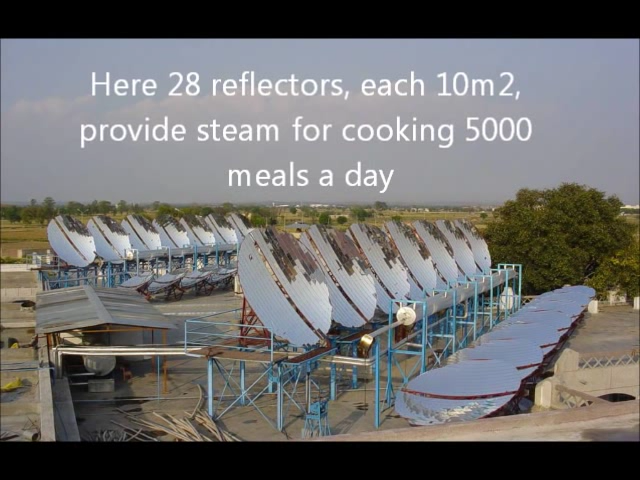 Here 28 reflectors, each 10m2,
provide steam for cooking 5000
meals a day